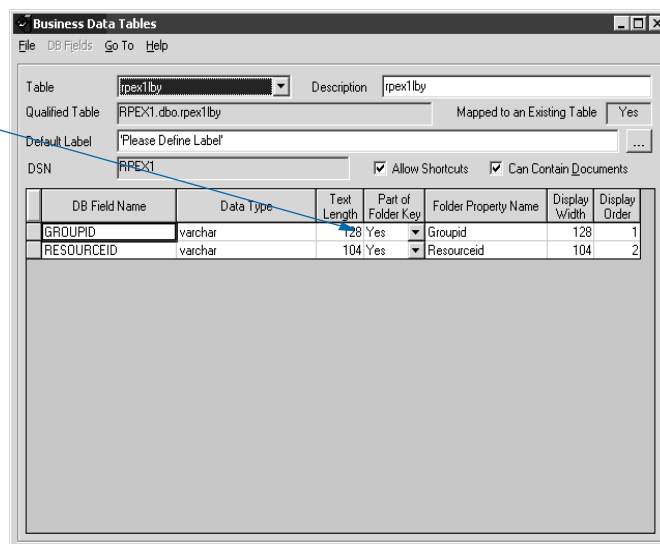 Business Data Tables
File DB Fields Go To Help
Table rpex1lby Description rpex1lby
Qualified Table RPEX1.dbo.rpex1lby Mapped to an Existing Table Yes
Default Label 'Please Define Label' ...
DSN RPEX1 Allow Shortcuts Can Contain Documents
DB Field Name Data Type Text Length Part of Folder Key Folder Property Name Display Width Display Order
GROUPID varchar 128 Yes Groupid 128 1
RESOURCEID varchar 104 Yes Resourceid 104 2